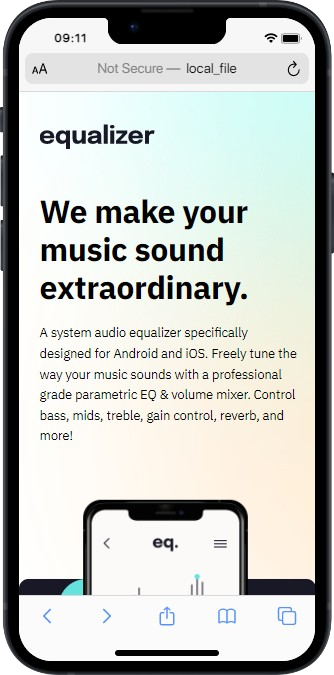 09:11
AA Not Secure — local_file
equalizer
We make your
music sound
extraordinary.
A system audio equalizer specifically
designed for Android and iOS. Freely tune the
way your music sounds with a professional
grade parametric EQ & volume mixer. Control
bass, mids, treble, gain control, reverb, and
more!
eq.